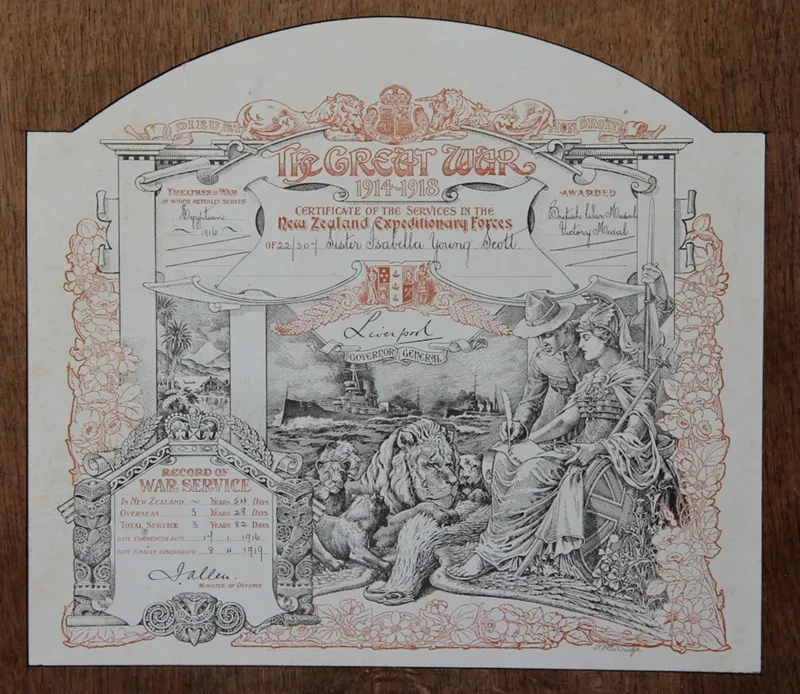 DIEU ET MON DROIT
The GREAT WAR
1914-1918
CERTIFICATE OF THE SERVICES IN THE
New Zealand Expeditionary Forces
OF 22/307 Sister Isabella Young Scott
THEATRES OF WAR
IN WHICH ACTUALLY SERVED
Egyptian
~ 1916 ~
AWARDED
British War Medal
Victory Medal
Liverpool
GOVERNOR GENERAL
RECORD OF
WAR SERVICE
IN NEW ZEALAND ~ YEARS 54 DAYS
OVERSEAS 3 YEARS 28 DAYS
TOTAL SERVICE 3 YEARS 82 DAYS
DATE COMMENCED DUTY 17 1 1916
DATE FINALLY DISCHARGED 8 4 1919
J. Allen.
MINISTER OF DEFENCE